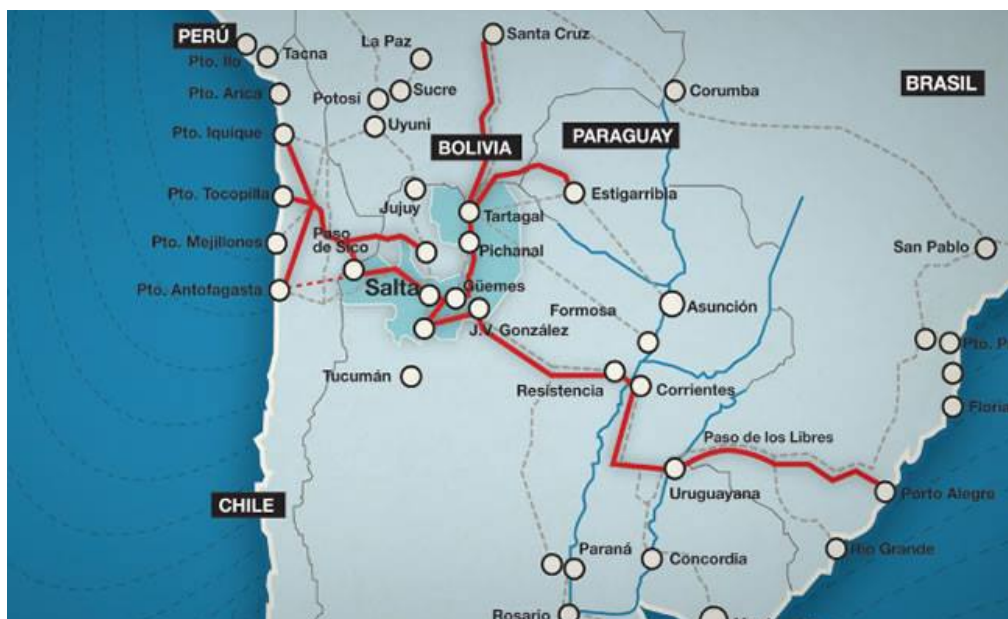 PERÚ
Pto. Ilo
Tacna
La Paz
Santa Cruz
BRASIL
Pto. Arica
Potosí
Sucre
Corumba
Pto. Iquique
Uyuni
BOLIVIA
PARAGUAY
Pto. Tocopilla
Jujuy
Tartagal
Estigarribia
Pto. Mejillones
Paso
de Sico
Pichanal
San Pablo
Pto. Antofagasta
Salta
Güemes
Formosa
Asunción
J.V. González
Pto. P
Tucumán
Resistencia
Corrientes
Floria
Paso de los Libres
CHILE
Uruguayana
Porto Alegre
Paraná
Concordia
Rio Grande
Rosario